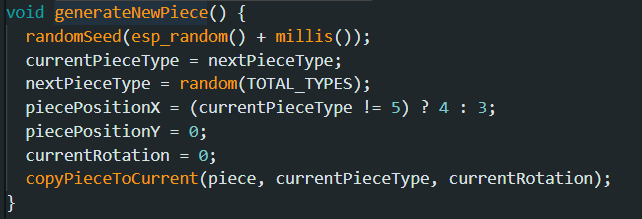 void generateNewPiece() {
  randomSeed(esp_random() + millis());
  currentPieceType = nextPieceType;
  nextPieceType = random(TOTAL_TYPES);
  piecePositionX = (currentPieceType != 5) ? 4 : 3;
  piecePositionY = 0;
  currentRotation = 0;
  copyPieceToCurrent(piece, currentPieceType, currentRotation);
}